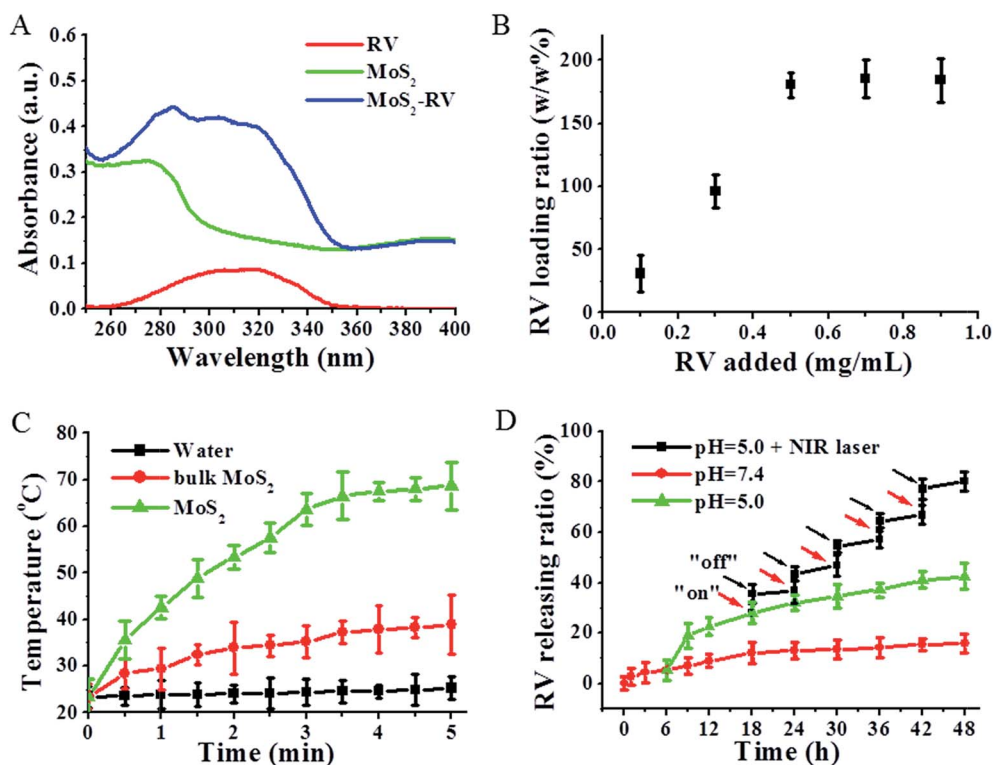 A
RV
MoS₂
MoS₂-RV
Absorbance (a.u.)
0.6
0.5
0.4
0.3
0.2
0.1
0.0
260 280 300 320 340 360 380 400
Wavelength (nm)
B
RV loading ratio (w/w%)
200
150
100
50
0
0.0 0.2 0.4 0.6 0.8 1.0
RV added (mg/mL)
C
Water
bulk MoS₂
MoS₂
Temperature (°C)
80
70
60
50
40
30
20
0 1 2 3 4 5
Time (min)
D
pH=5.0 + NIR laser
pH=7.4
pH=5.0
"off"
"on"
RV releasing ratio (%)
100
80
60
40
20
0
0 6 12 18 24 30 36 42 48
Time (h)